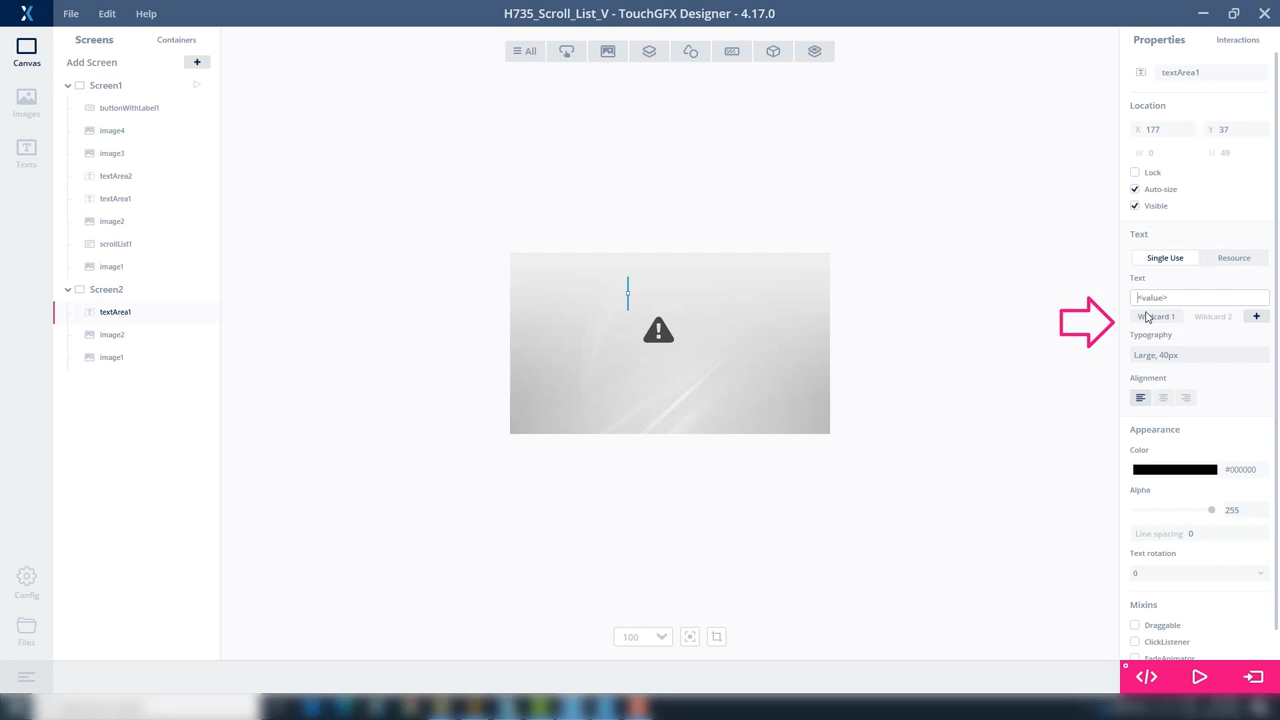 File Edit Help
H735_Scroll_List_V - TouchGFX Designer - 4.17.0
Canvas
Images
Texts
Config
Files
Screens Containers
Add Screen +
Screen1
buttonWithLabel1
image4
image3
textArea2
textArea1
image2
scrollList1
image1
Screen2
textArea1
image2
image1
All
100
Properties Interactions
textArea1
Location
X 177 Y 37
W 0 H 49
Lock
Auto-size
Visible
Text
Single Use Resource
Text
<value>
Wildcard 1 Wildcard 2 +
Typography
Large, 40px
Alignment
Appearance
Color
#000000
Alpha
255
Line spacing 0
Text rotation
0
Mixins
Draggable
ClickListener
FadeAnimator